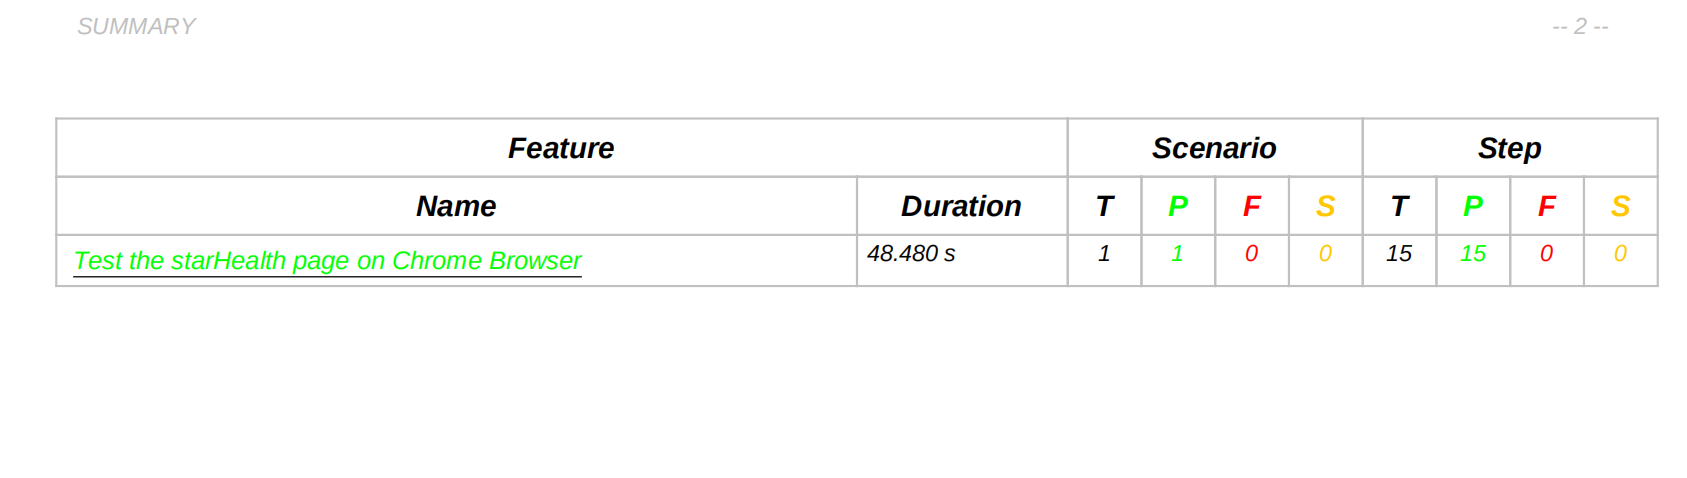 SUMMARY -- 2 --
Feature Scenario Step
Name Duration T P F S T P F S
Test the starHealth page on Chrome Browser 48.480 s 1 1 0 0 15 15 0 0